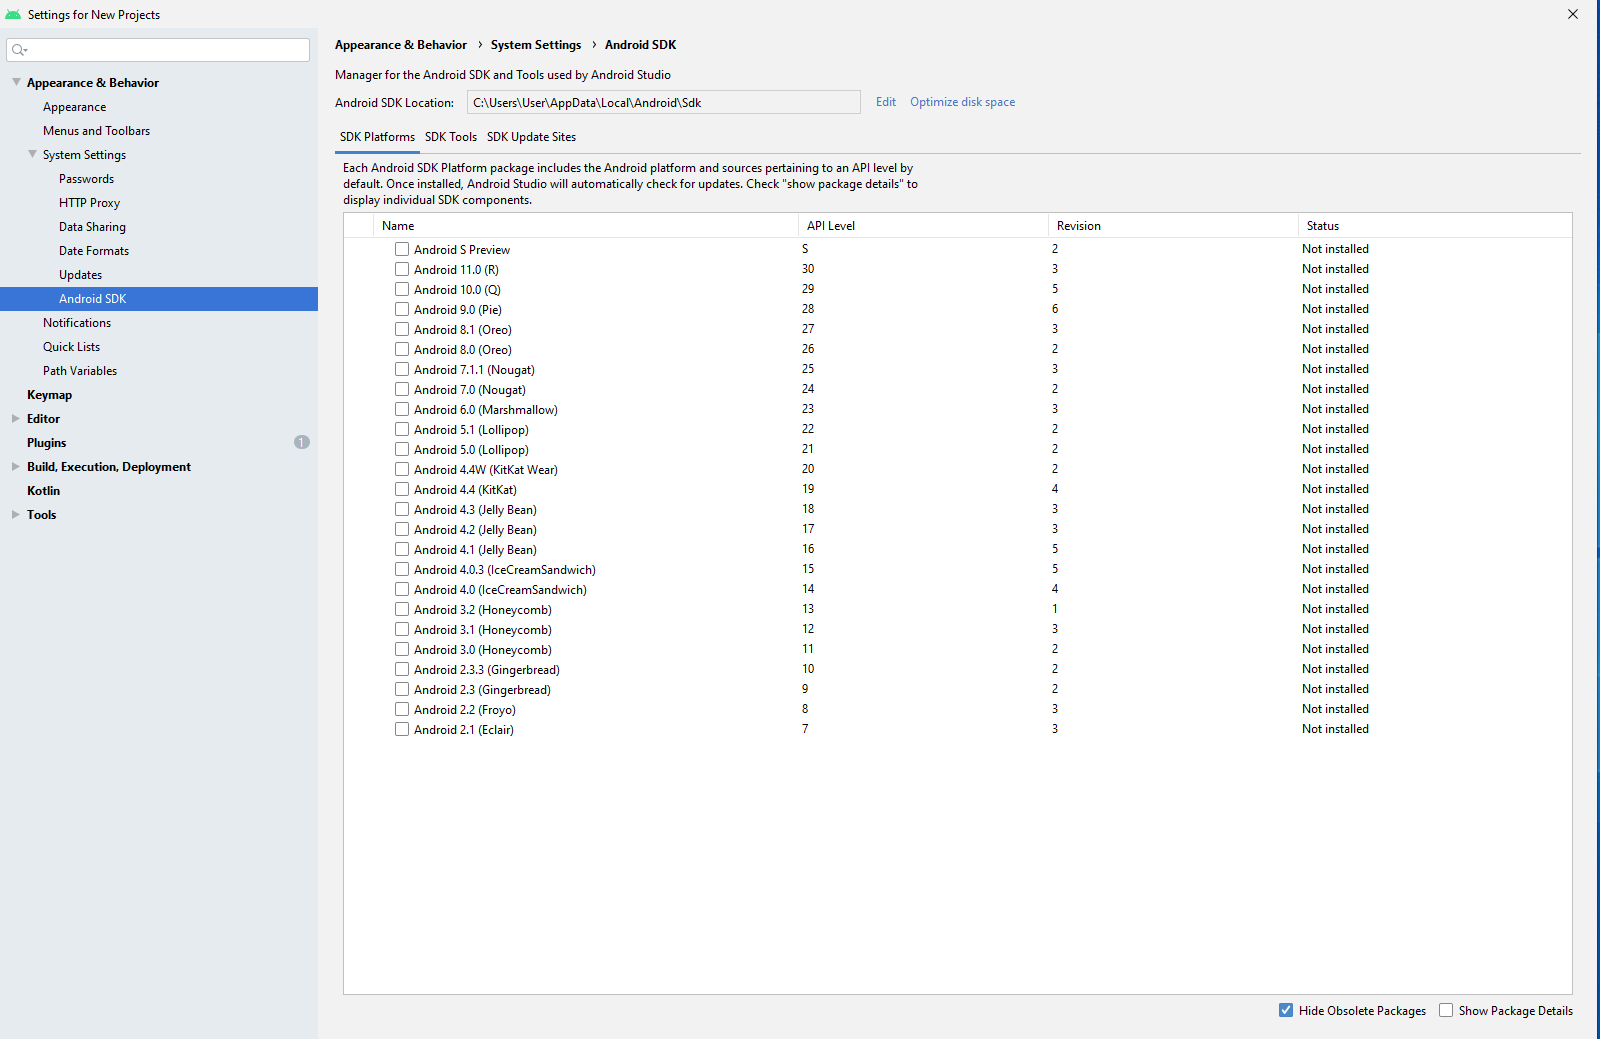 Settings for New Projects
Appearance & Behavior
Appearance
Menus and Toolbars
System Settings
Passwords
HTTP Proxy
Data Sharing
Date Formats
Updates
Android SDK
Notifications
Quick Lists
Path Variables
Keymap
Editor
Plugins 1
Build, Execution, Deployment
Kotlin
Tools
Appearance & Behavior › System Settings › Android SDK
Manager for the Android SDK and Tools used by Android Studio
Android SDK Location: C:\Users\User\AppData\Local\Android\Sdk Edit Optimize disk space
SDK Platforms SDK Tools SDK Update Sites
Each Android SDK Platform package includes the Android platform and sources pertaining to an API level by
default. Once installed, Android Studio will automatically check for updates. Check "show package details" to
display individual SDK components.
Name API Level Revision Status
Android S Preview S 2 Not installed
Android 11.0 (R) 30 3 Not installed
Android 10.0 (Q) 29 5 Not installed
Android 9.0 (Pie) 28 6 Not installed
Android 8.1 (Oreo) 27 3 Not installed
Android 8.0 (Oreo) 26 2 Not installed
Android 7.1.1 (Nougat) 25 3 Not installed
Android 7.0 (Nougat) 24 2 Not installed
Android 6.0 (Marshmallow) 23 3 Not installed
Android 5.1 (Lollipop) 22 2 Not installed
Android 5.0 (Lollipop) 21 2 Not installed
Android 4.4W (KitKat Wear) 20 2 Not installed
Android 4.4 (KitKat) 19 4 Not installed
Android 4.3 (Jelly Bean) 18 3 Not installed
Android 4.2 (Jelly Bean) 17 3 Not installed
Android 4.1 (Jelly Bean) 16 5 Not installed
Android 4.0.3 (IceCreamSandwich) 15 5 Not installed
Android 4.0 (IceCreamSandwich) 14 4 Not installed
Android 3.2 (Honeycomb) 13 1 Not installed
Android 3.1 (Honeycomb) 12 3 Not installed
Android 3.0 (Honeycomb) 11 2 Not installed
Android 2.3.3 (Gingerbread) 10 2 Not installed
Android 2.3 (Gingerbread) 9 2 Not installed
Android 2.2 (Froyo) 8 3 Not installed
Android 2.1 (Eclair) 7 3 Not installed
Hide Obsolete Packages Show Package Details